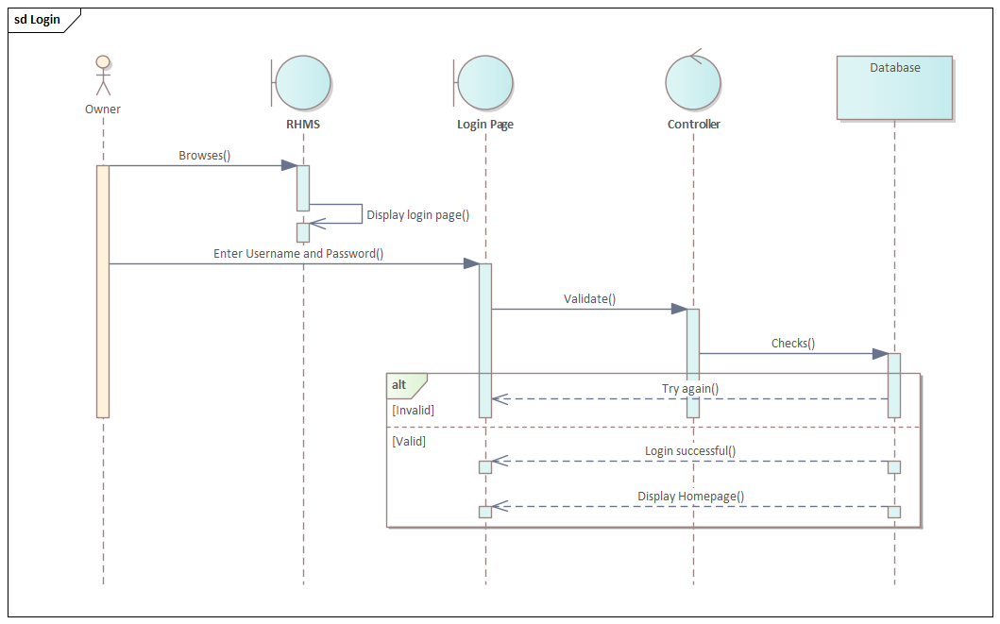 sd Login
Owner
RHMS
Login Page
Controller
Database
Browses()
Display login page()
Enter Username and Password()
Validate()
Checks()
alt
Try again()
[Invalid]
[Valid]
Login successful()
Display Homepage()